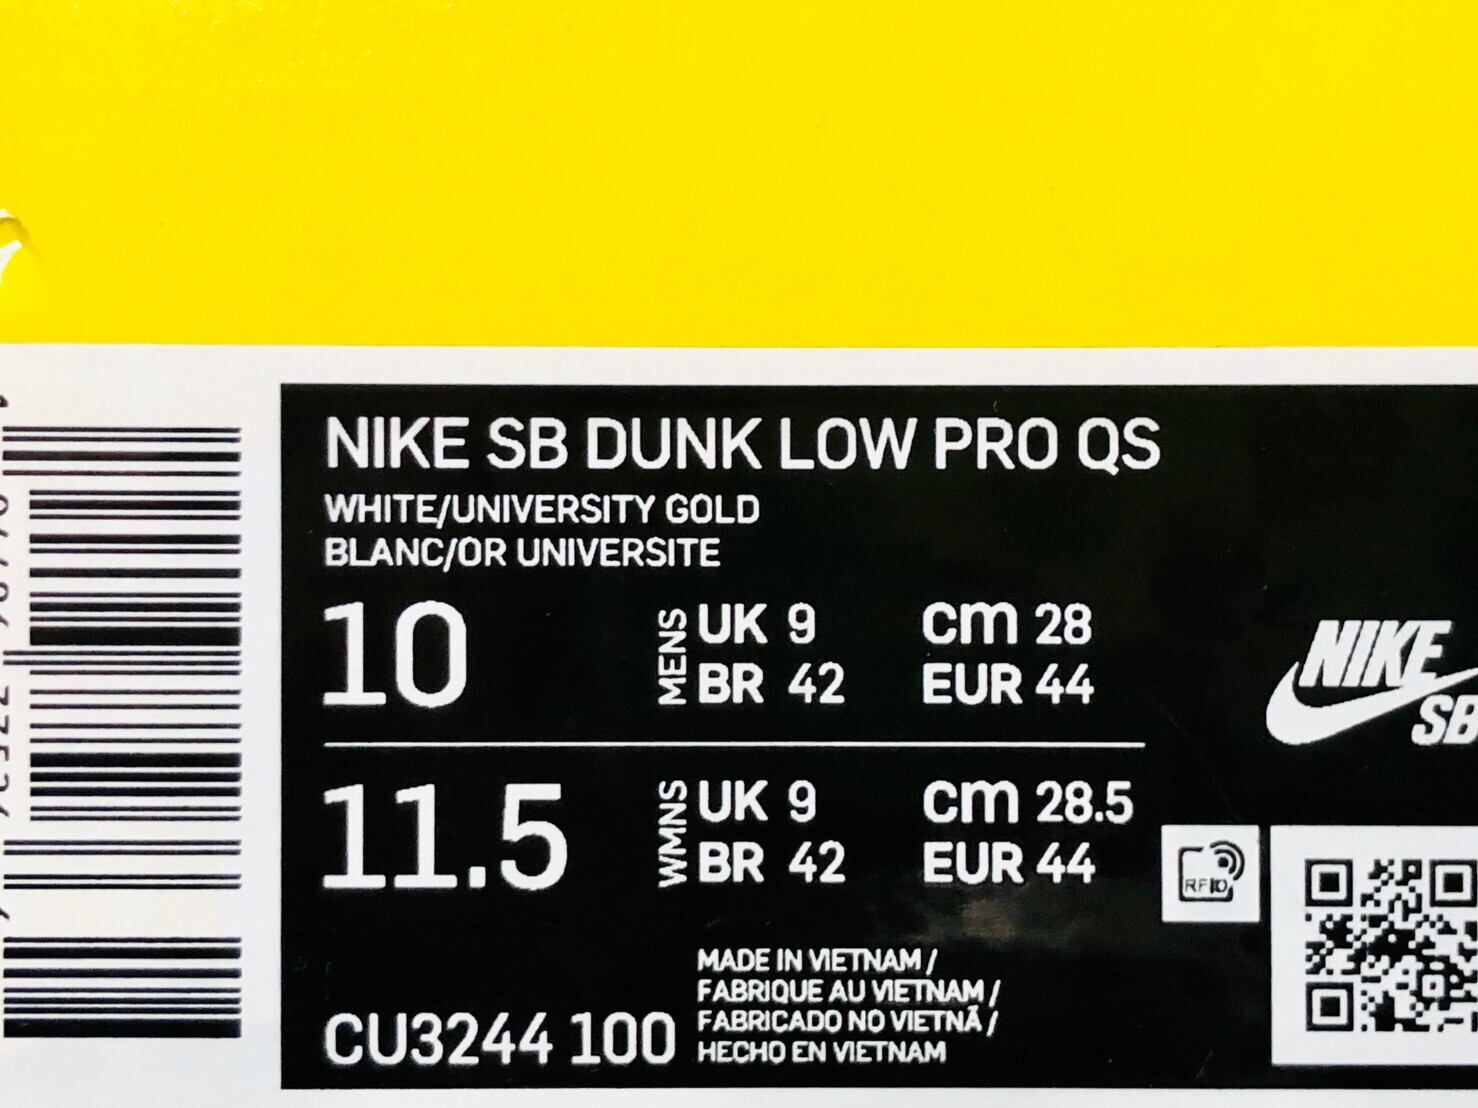 NIKE SB DUNK LOW PRO QS
WHITE/UNIVERSITY GOLD
BLANC/OR UNIVERSITE
10 MENS UK 9 CM 28
BR 42 EUR 44
11.5 WMNS UK 9 CM 28.5
BR 42 EUR 44
NIKE
SB
RFID
MADE IN VIETNAM /
FABRIQUE AU VIETNAM /
FABRICADO NO VIETNÃ /
HECHO EN VIETNAM
CU3244 100